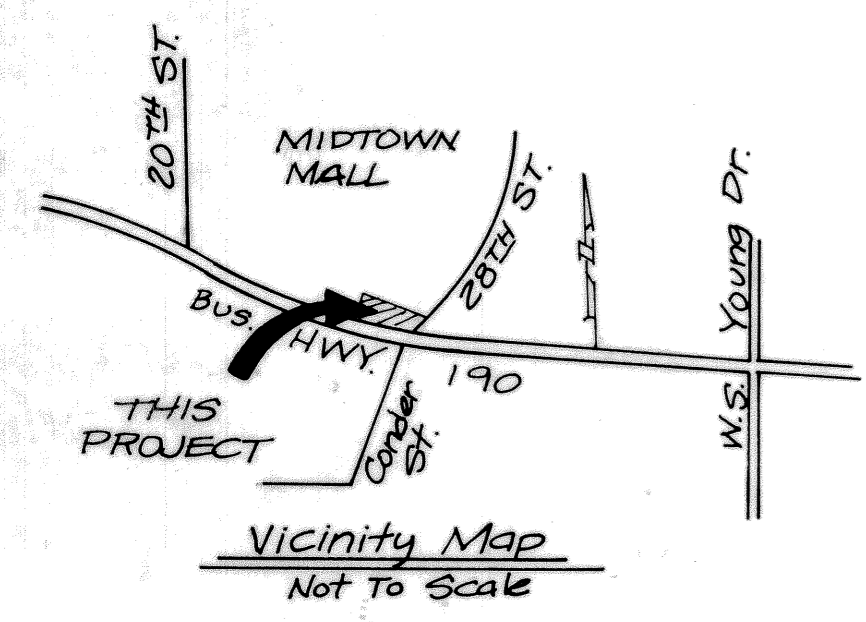 20TH ST.
MIDTOWN
MALL
28TH ST.
W.S. Young Dr.
BUS. HWY. 190
THIS
PROJECT
Conder
St.
Vicinity Map
Not To Scale